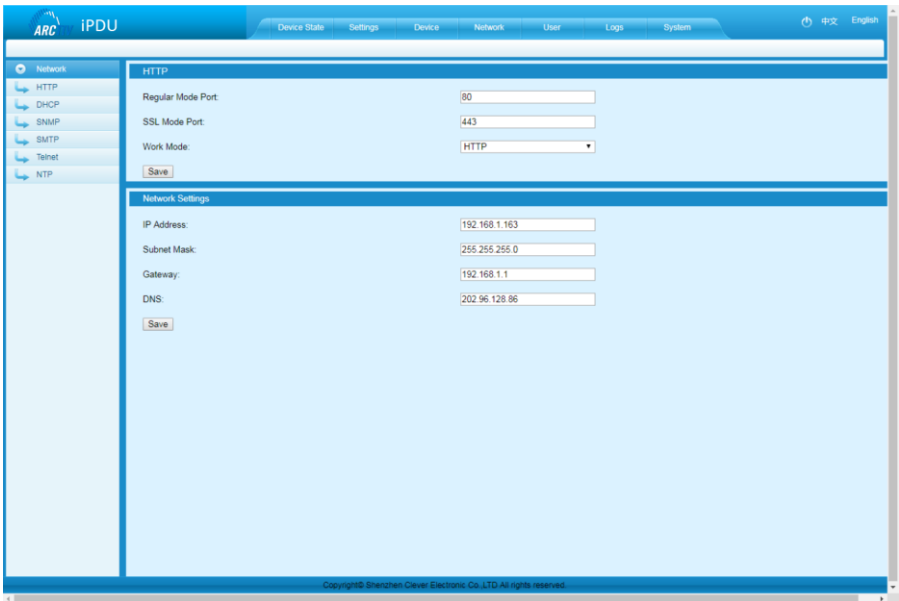 ARC iPDU
Device State Settings Device Network User Logs System
中文 English
Network
HTTP
DHCP
SNMP
SMTP
Telnet
NTP
HTTP
Regular Mode Port: 80
SSL Mode Port: 443
Work Mode: HTTP
Save
Network Settings
IP Address: 192.168.1.163
Subnet Mask: 255.255.255.0
Gateway: 192.168.1.1
DNS: 202.96.128.86
Save
Copyright© Shenzhen Clever Electronic Co.,LTD All rights reserved.